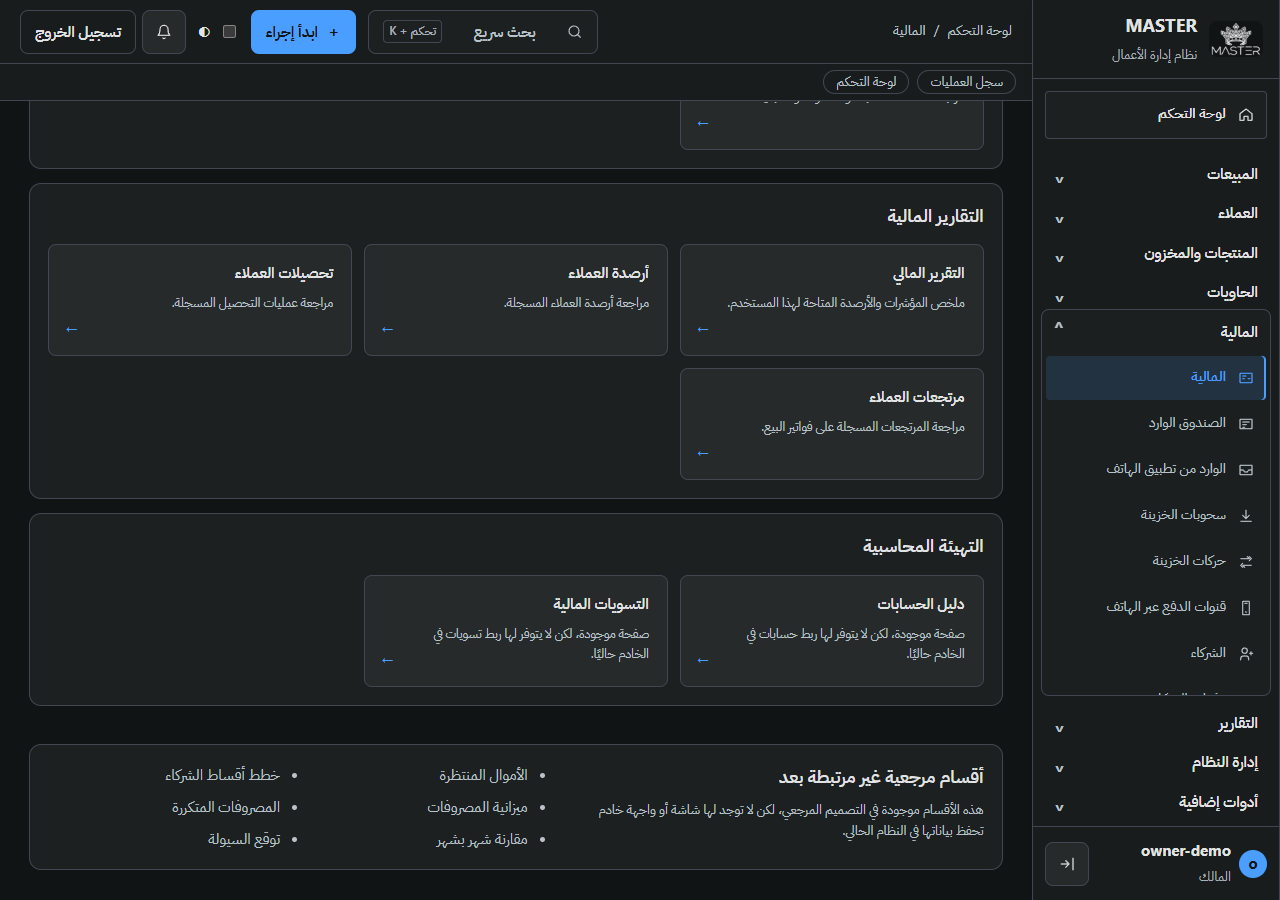 MASTER
نظام إدارة الأعمال
MASTER
لوحة التحكم
المبيعات
العملاء
المنتجات والمخزون
الحاويات
المالية
المالية
الصندوق الوارد
الوارد من تطبيق الهاتف
سحوبات الخزينة
حركات الخزينة
قنوات الدفع عبر الهاتف
الشركاء
التقارير
إدارة النظام
أدوات إضافية
owner-demo
المالك
o
لوحة التحكم / المالية
بحث سريع
تحكم + K
+ ابدأ إجراء
تسجيل الخروج
سجل العمليات
لوحة التحكم
التقارير المالية
التقرير المالي
ملخص المؤشرات والأرصدة المتاحة لهذا المستخدم.
أرصدة العملاء
مراجعة أرصدة العملاء المسجلة.
تحصيلات العملاء
مراجعة عمليات التحصيل المسجلة.
مرتجعات العملاء
مراجعة المرتجعات المسجلة على فواتير البيع.
التهيئة المحاسبية
دليل الحسابات
صفحة موجودة، لكن لا يتوفر لها ربط حسابات في
الخادم حاليًا.
التسويات المالية
صفحة موجودة، لكن لا يتوفر لها ربط تسويات في
الخادم حاليًا.
أقسام مرجعية غير مرتبطة بعد
هذه الأقسام موجودة في التصميم المرجعي، لكن لا توجد لها شاشة أو واجهة خادم
تحفظ بياناتها في النظام الحالي.
• الأموال المنتظرة
• خطط أقساط الشركاء
• ميزانية المصروفات
• المصروفات المتكررة
• مقارنة شهر بشهر
• توقع السيولة